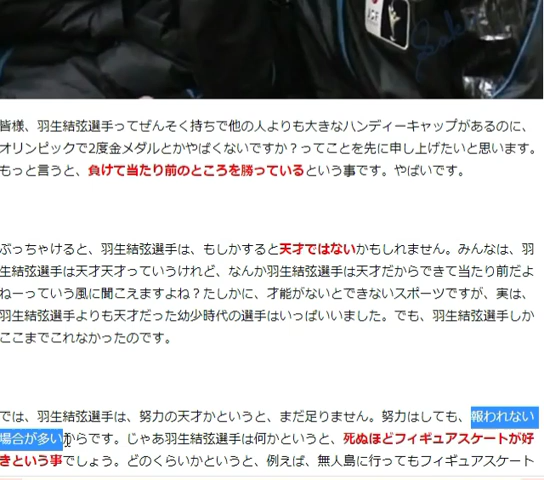 皆様、羽生結弦選手ってぜんそく持ちで他の人よりも大きなハンディーキャップがあるのに、
オリンピックで2度金メダルとかやばくないですか？ってことを先に申し上げたいと思います。
もっと言うと、負けて当たり前のところを勝っているという事です。やばいです。
ぶっちゃけると、羽生結弦選手は、もしかすると天才ではないかもしれません。みんなは、羽
生結弦選手は天才天才っていうけれど、なんか羽生結弦選手は天才だからできて当たり前だよ
ねーっていう風に聞こえますよね？たしかに、才能がないとできないスポーツですが、実は、
羽生結弦選手よりも天才だった幼少時代の選手はいっぱいいました。でも、羽生結弦選手しか
ここまでこれなかったのです。
では、羽生結弦選手は、努力の天才かというと、まだ足りません。努力はしても、報われない
場合が多いからです。じゃあ羽生結弦選手は何かというと、死ぬほどフィギュアスケートが好
きという事でしょう。どのくらいかというと、例えば、無人島に行ってもフィギュアスケート